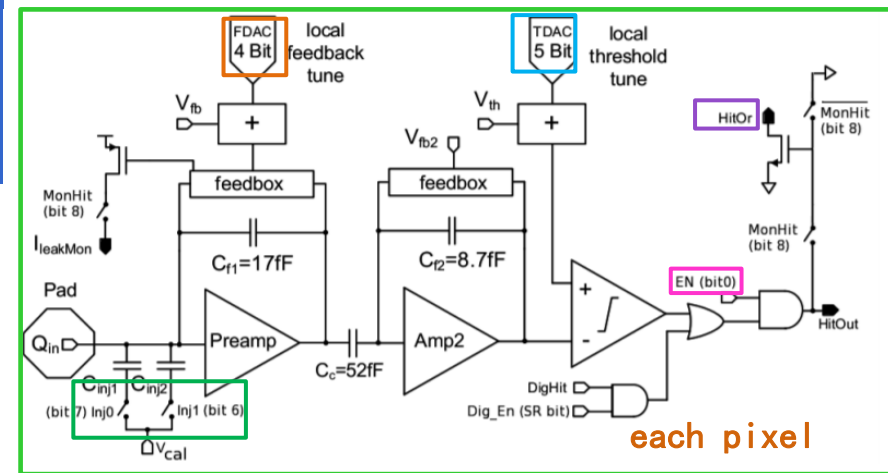 FDAC
4 Bit
local
feedback
tune
TDAC
5 Bit
local
threshold
tune
Vfb
+
Vth
+
HitOr
MonHit
(bit 8)
Vfb2
feedbox
feedbox
MonHit
(bit 8)
IleakMon
Cf1=17fF
Cf2=8.7fF
MonHit
(bit 8)
Pad
Qin
Preamp
Cc=52fF
Amp2
+
-
EN (bit0)
HitOut
Cinj1
Cinj2
(bit 7) Inj0
Inj1 (bit 6)
Vcal
DigHit
Dig_En (SR bit)
each pixel